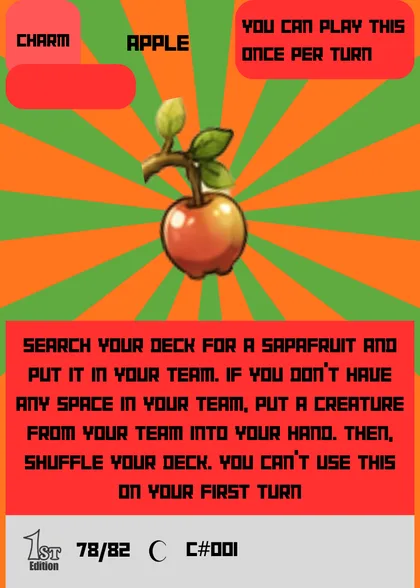 CHARM
APPLE
YOU CAN PLAY THIS
ONCE PER TURN
SEARCH YOUR DECK FOR A SAPAFRUIT AND
PUT IT IN YOUR TEAM. IF YOU DON'T HAVE
ANY SPACE IN YOUR TEAM, PUT A CREATURE
FROM YOUR TEAM INTO YOUR HAND. THEN,
SHUFFLE YOUR DECK. YOU CAN'T USE THIS
ON YOUR FIRST TURN
1ST Edition 78/82 C C#001